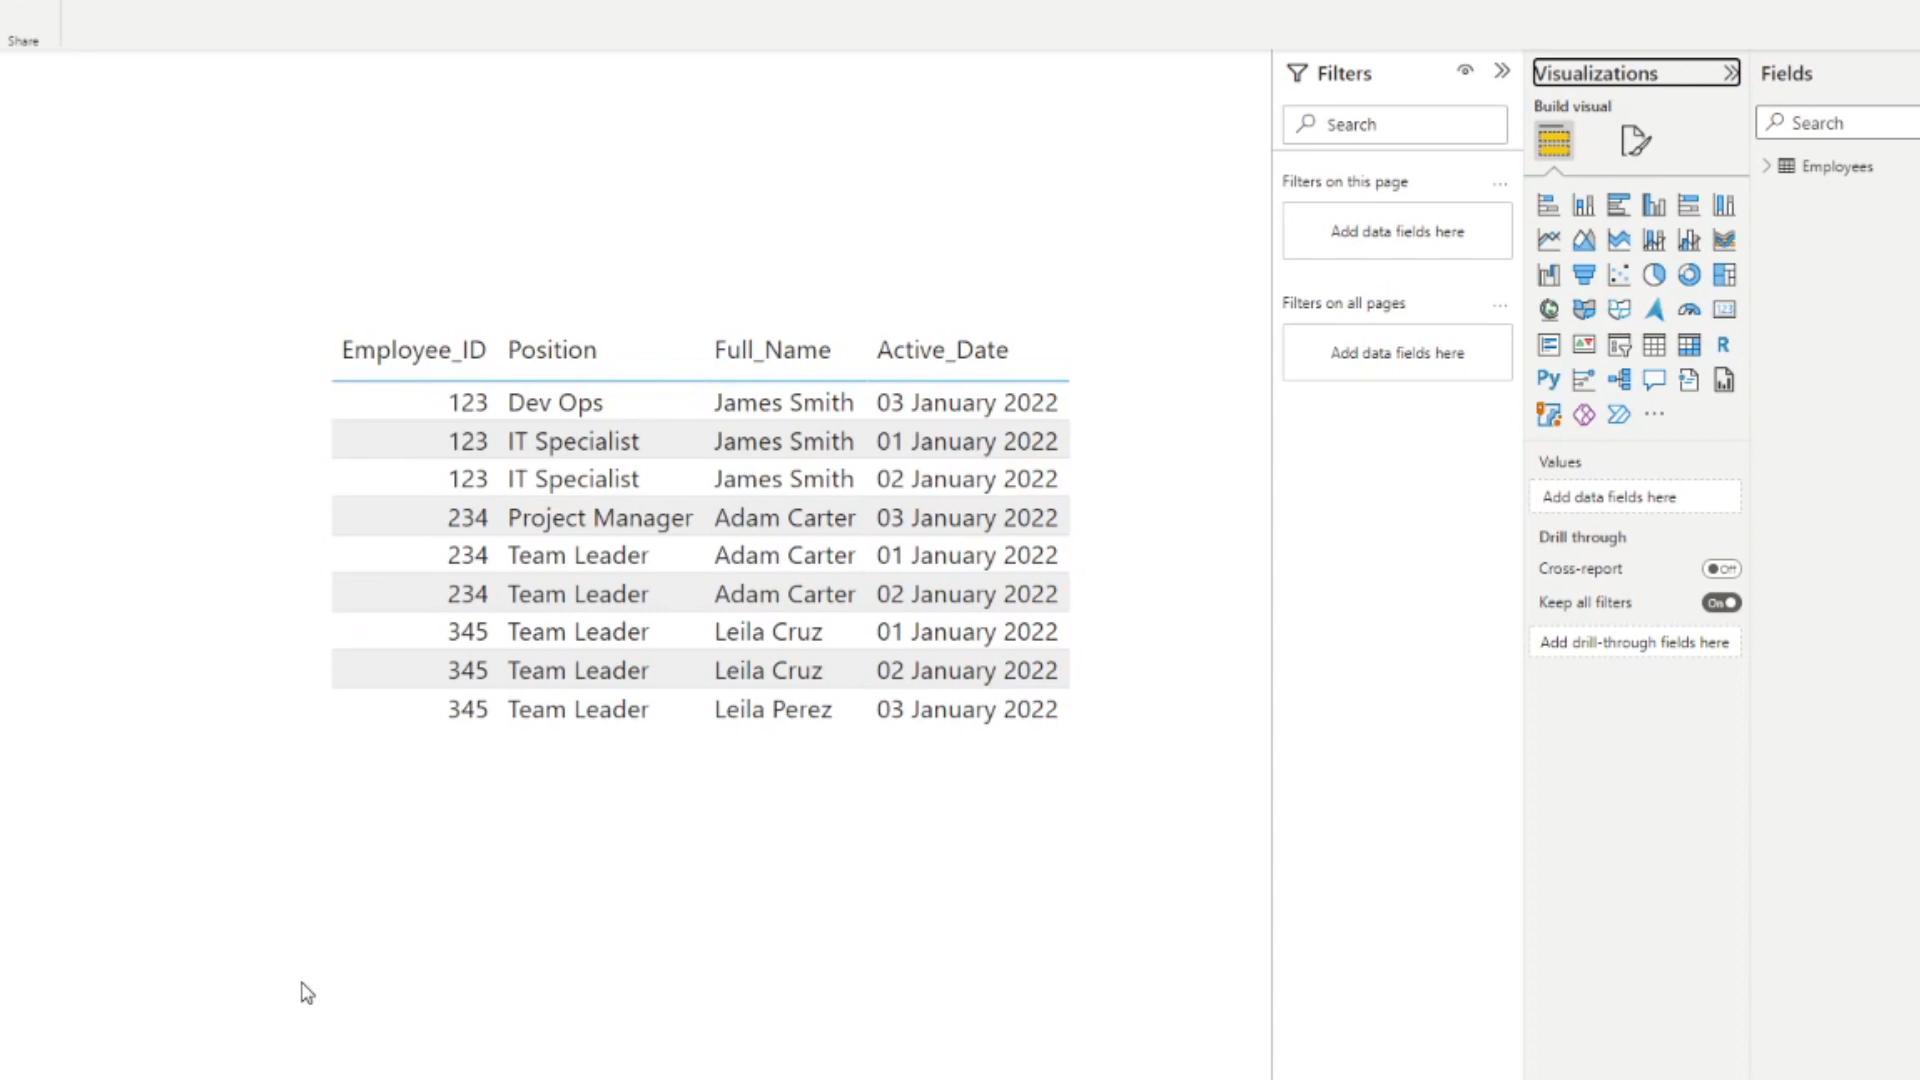 Share
Filters
Visualizations
Fields
Build visual
Search
Search
Employees
Filters on this page
...
Add data fields here
Filters on all pages
...
Add data fields here
123
R
Py
...
Employee_ID Position Full_Name Active_Date
123 Dev Ops James Smith 03 January 2022
123 IT Specialist James Smith 01 January 2022
123 IT Specialist James Smith 02 January 2022
234 Project Manager Adam Carter 03 January 2022
234 Team Leader Adam Carter 01 January 2022
234 Team Leader Adam Carter 02 January 2022
345 Team Leader Leila Cruz 01 January 2022
345 Team Leader Leila Cruz 02 January 2022
345 Team Leader Leila Perez 03 January 2022
Values
Add data fields here
Drill through
Cross-report Off
Keep all filters On
Add drill-through fields here